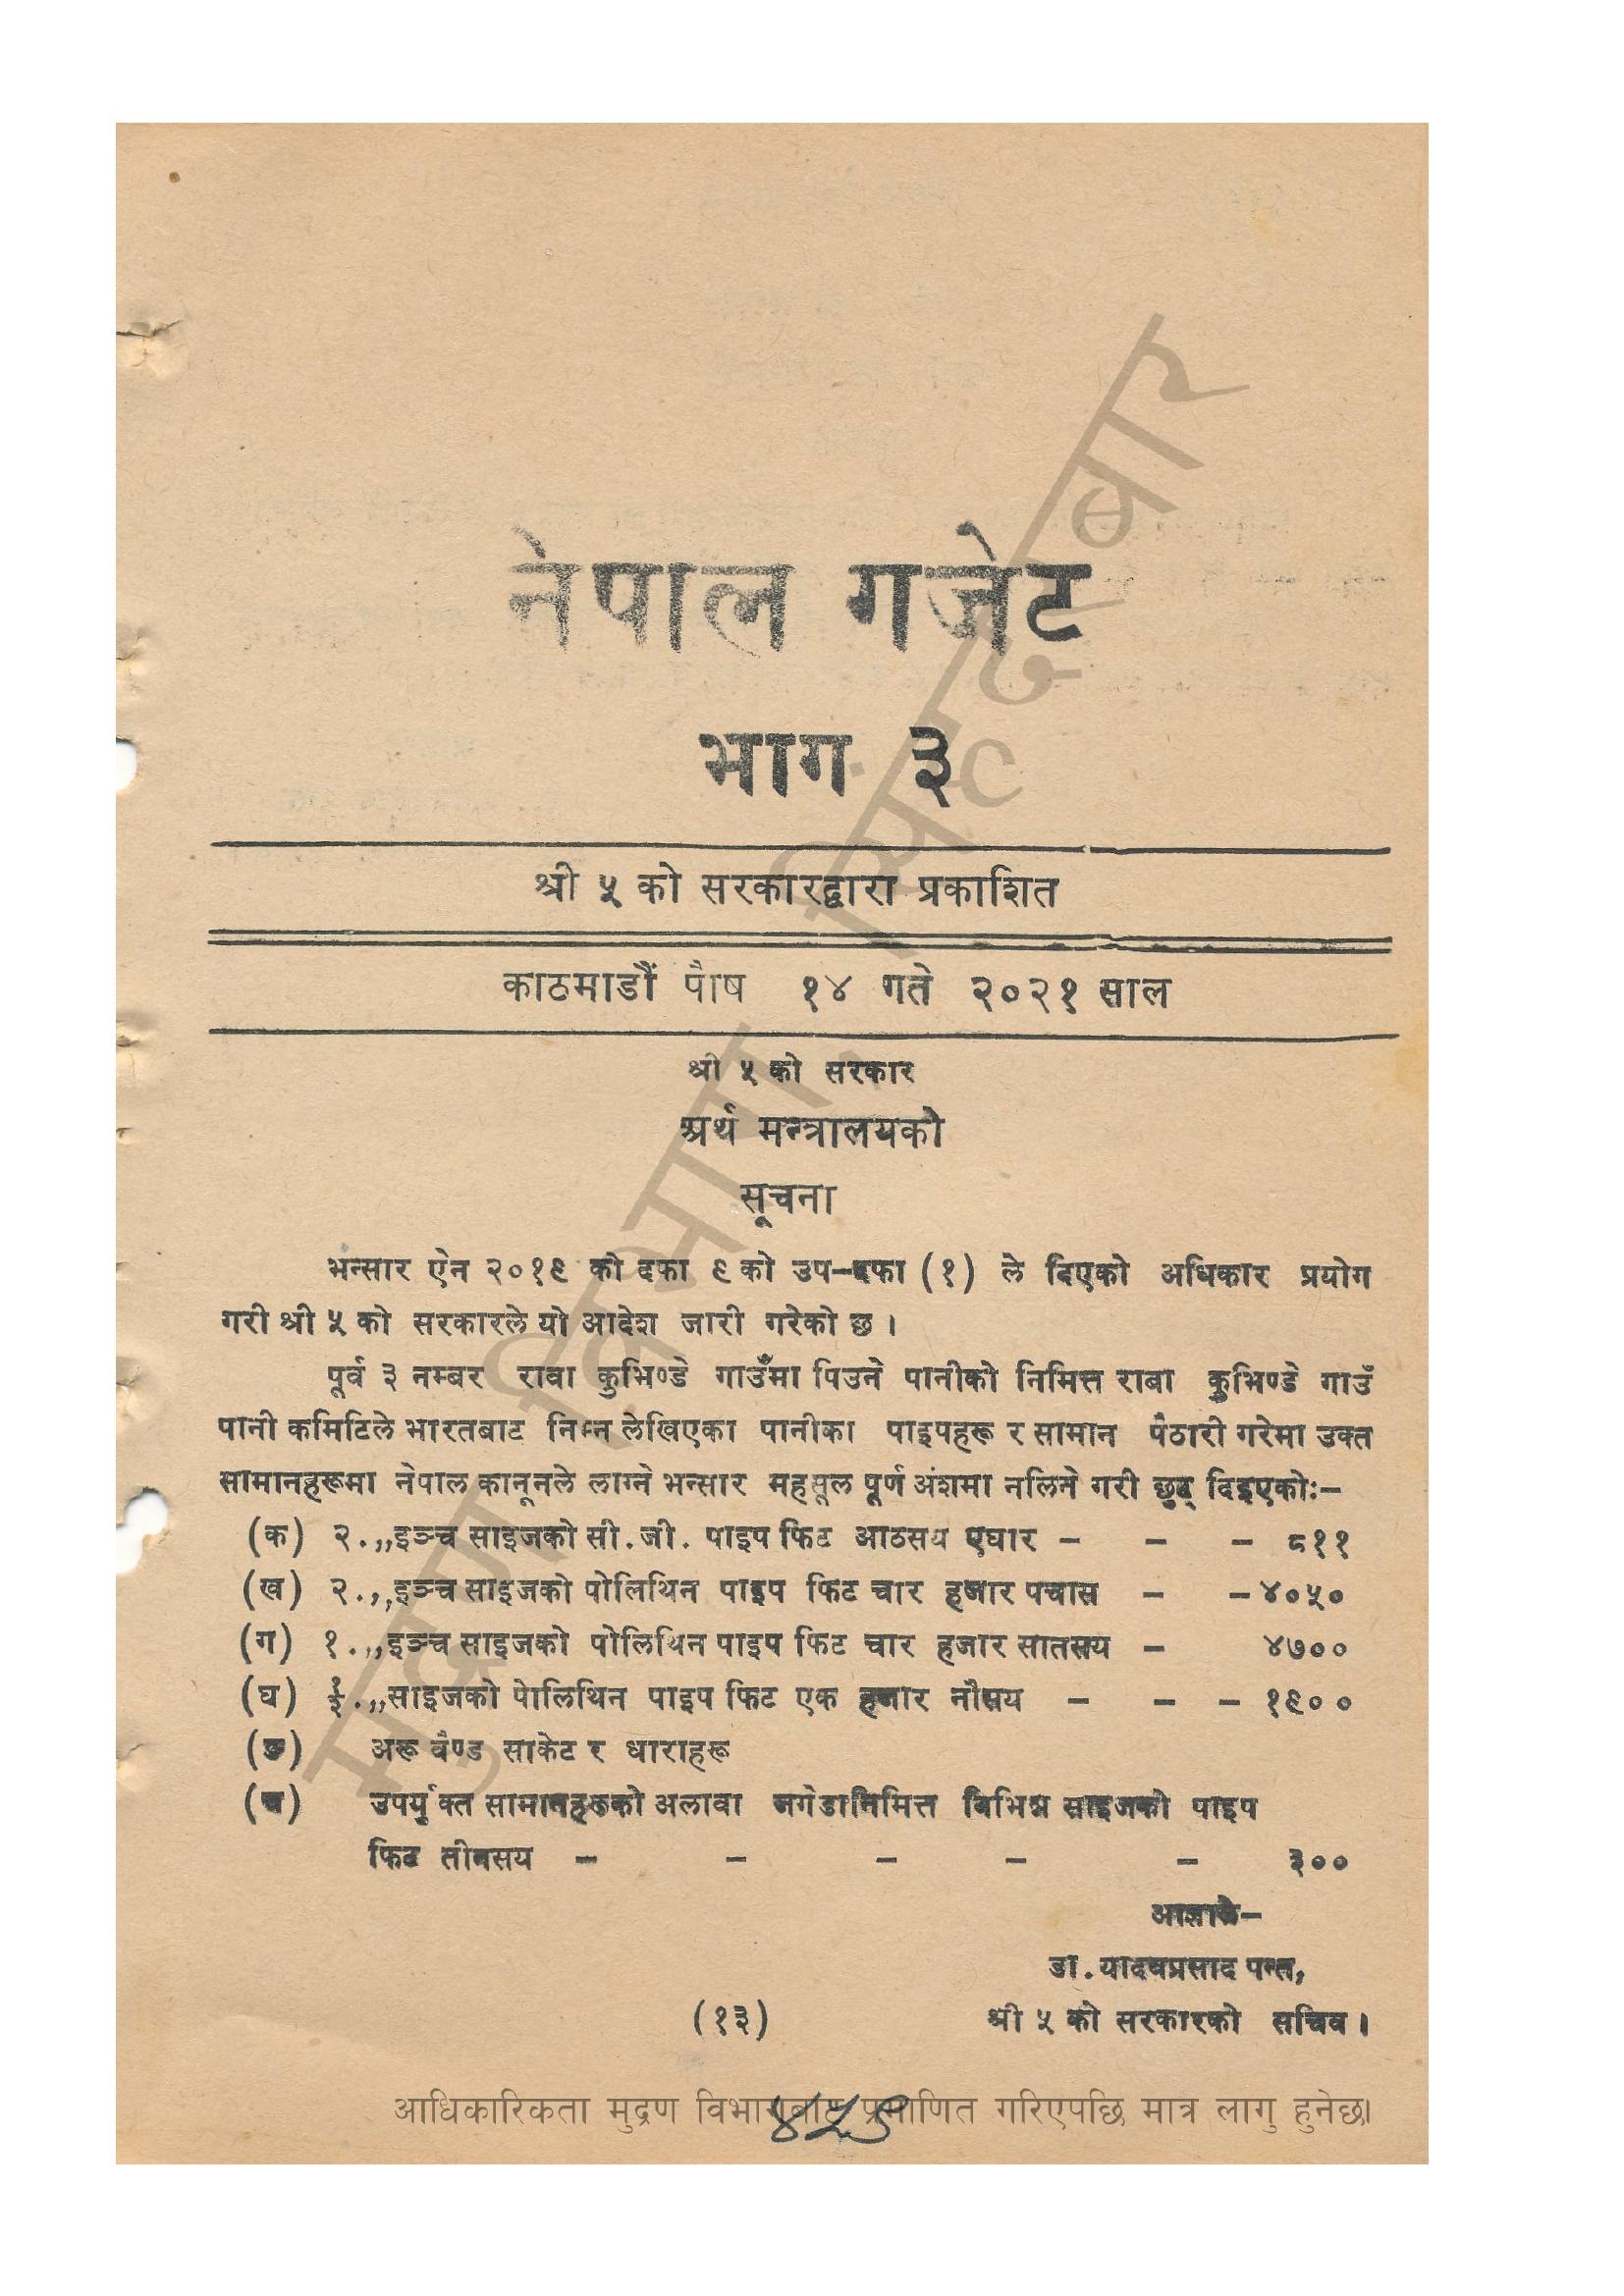 नेपाल गजेट
भाग ३
श्री ५ को सरकारद्वारा प्रकाशित
काठमाडौं पौष १४ गते २०२१ साल
श्री ५ को सरकार
अर्थ मन्त्रालयको
सूचना
भन्सार ऐन २०१९ को दफा ९ को उप-दफा (१) ले दिएको अधिकार प्रयोग
गरी श्री ५ को सरकारले यो आदेश जारी गरेको छ ।
पूर्व ३ नम्बर रावा कुभिण्डे गाउँमा पिउने पानीको निमित्त राबा कुभिण्डे गाउँ
पानी कमिटिले भारतबाट निम्न लेखिएका पानीका पाइपहरू र सामान पैठारी गरेमा उक्त
सामानहरूमा नेपाल कानूनले लाग्ने भन्सार महसूल पूर्ण अंशमा नलिने गरी छुट् दिइएकोः-
(क) २.,,इञ्च साइजको सी.जी. पाइप फिट आठसय एघार - - - ८११
(ख) २.,,इञ्च साइजको पोलिथिन पाइप फिट चार हजार पचास - - ४०५०
(ग) १.,,इञ्च साइजको पोलिथिन पाइप फिट चार हजार सातसय - ४७००
(घ) .,,साइजको पोलिथिन पाइप फिट एक हजार नौसय - - - १९००
(ङ) अरू वैण्ड साकेट र धाराहरू
(च) उपर्युक्त सामानहरूको अलावा जगेडानिमित्त विभिन्न साइजको पाइप
फिट तीनसय - - - - - ३००
आज्ञाले-
डा. यादवप्रसाद पन्त,
(१३) श्री ५ को सरकारको सचिव ।
आधिकारिकता मुद्रण विभागबाट प्रमाणित गरिएपछि मात्र लागु हुनेछ।
४५९
मुद्रण विभाग, सिंहदरबार